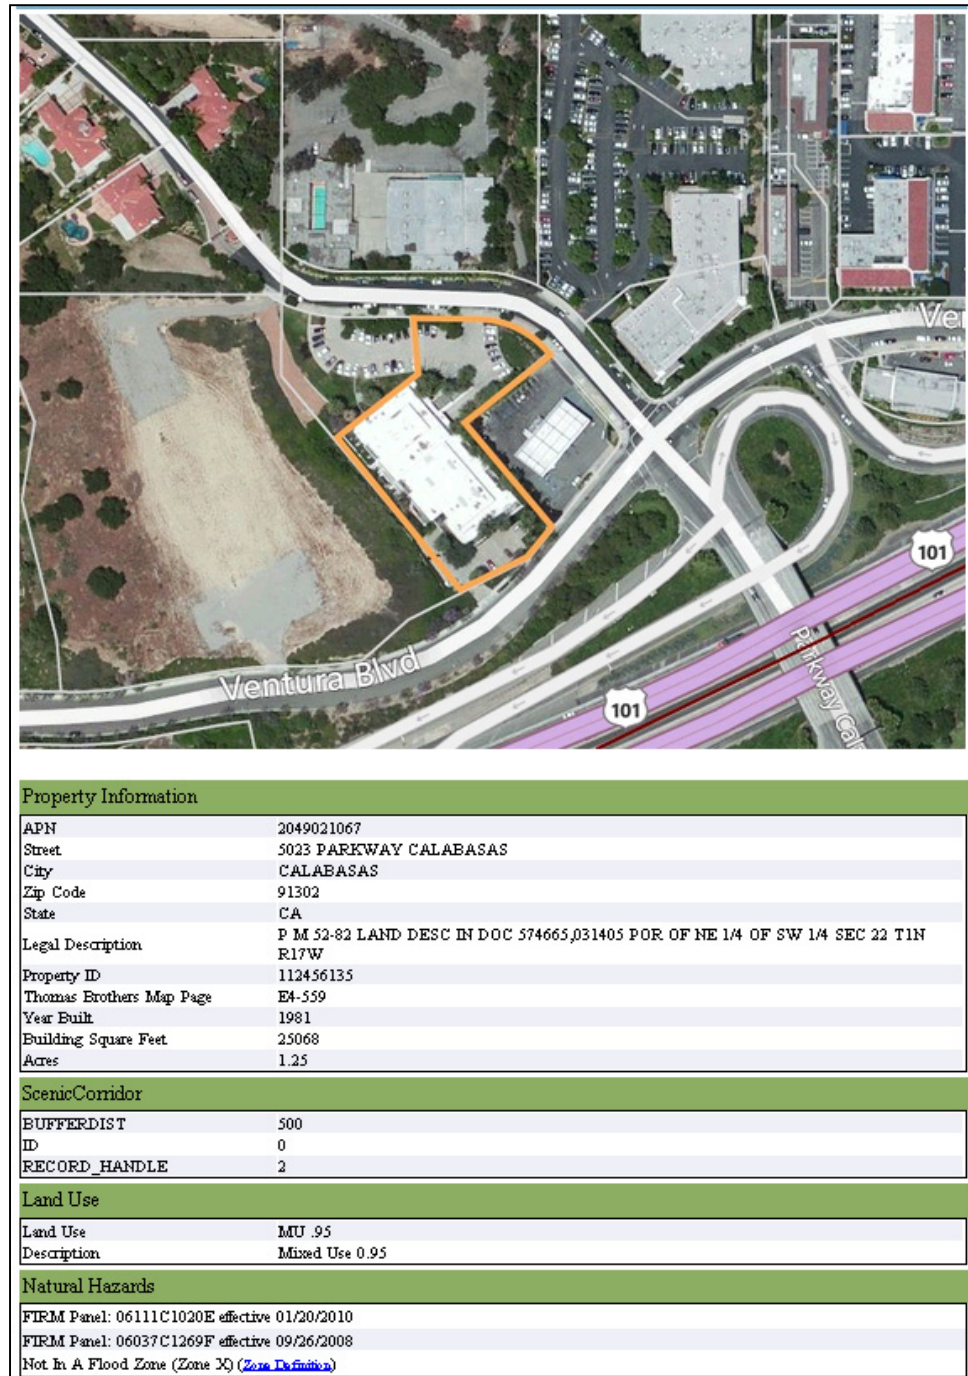 Ven
101
Ventura Blvd
101
Parkway Cala
Property Information
APN 2049021067
Street 5023 PARKWAY CALABASAS
City CALABASAS
Zip Code 91302
State CA
Legal Description P M 52-82 LAND DESC IN DOC 574665,031405 POR OF NE 1/4 OF SW 1/4 SEC 22 T1N
R17W
Property ID 112456135
Thomas Brothers Map Page E4-559
Year Built 1981
Building Square Feet 25068
Acres 1.25
ScenicCorridor
BUFFERDIST 500
ID 0
RECORD_HANDLE 2
Land Use
Land Use MU .95
Description Mixed Use 0.95
Natural Hazards
FIRM Panel: 06111C1020E effective 01/20/2010
FIRM Panel: 06037C1269F effective 09/26/2008
Not In A Flood Zone (Zone X) (Zone Definition)